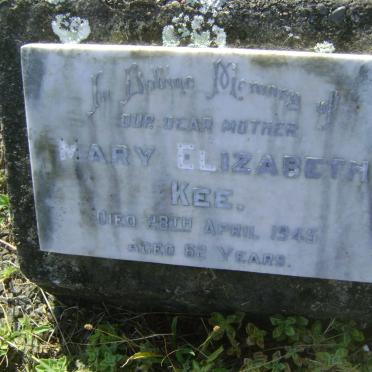 In Loving Memory of
OUR DEAR MOTHER
MARY ELIZABETH
KEE.
DIED 28TH APRIL 1945
AGED 62 YEARS.